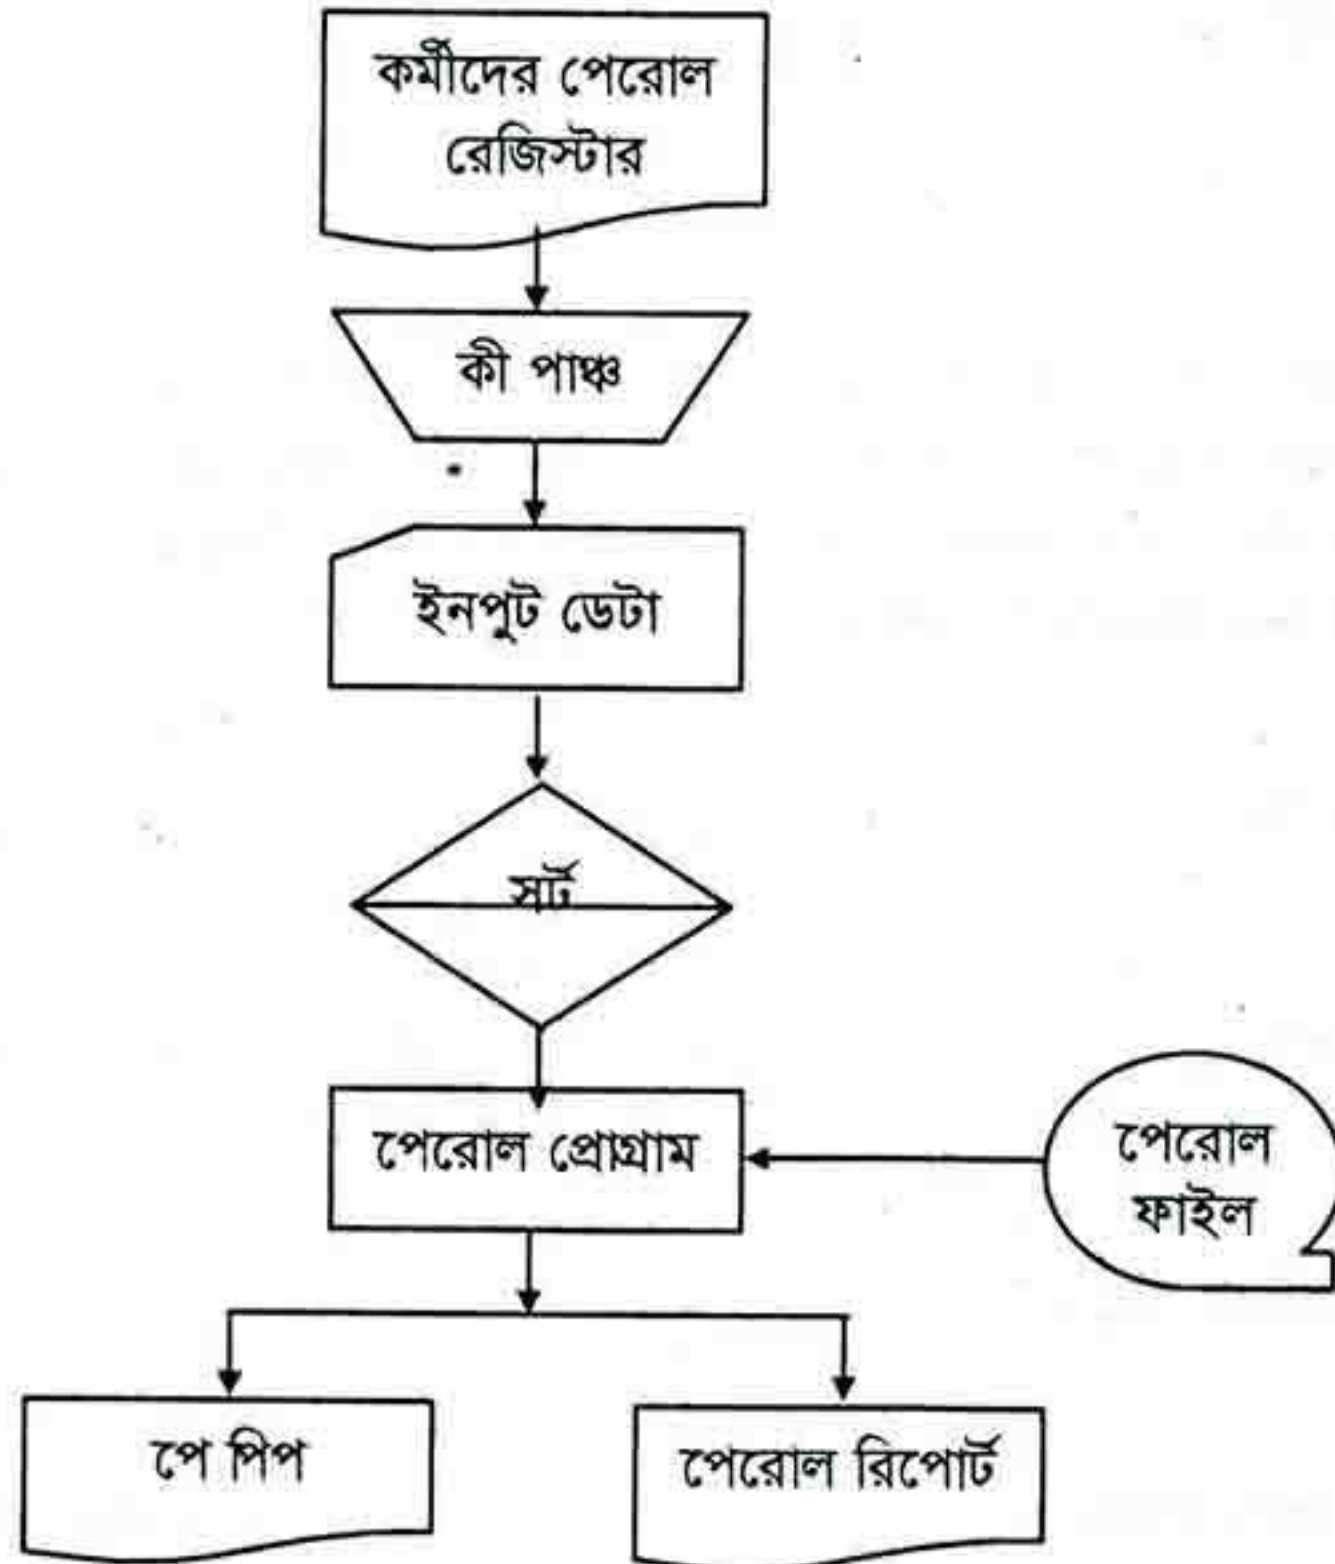 কর্মীদের পেরোল
রেজিস্টার
কী পাঞ্চ
ইনপুট ডেটা
সর্ট
পেরোল প্রোগ্রাম
পেরোল
ফাইল
পে পিপ
পেরোল রিপোর্ট